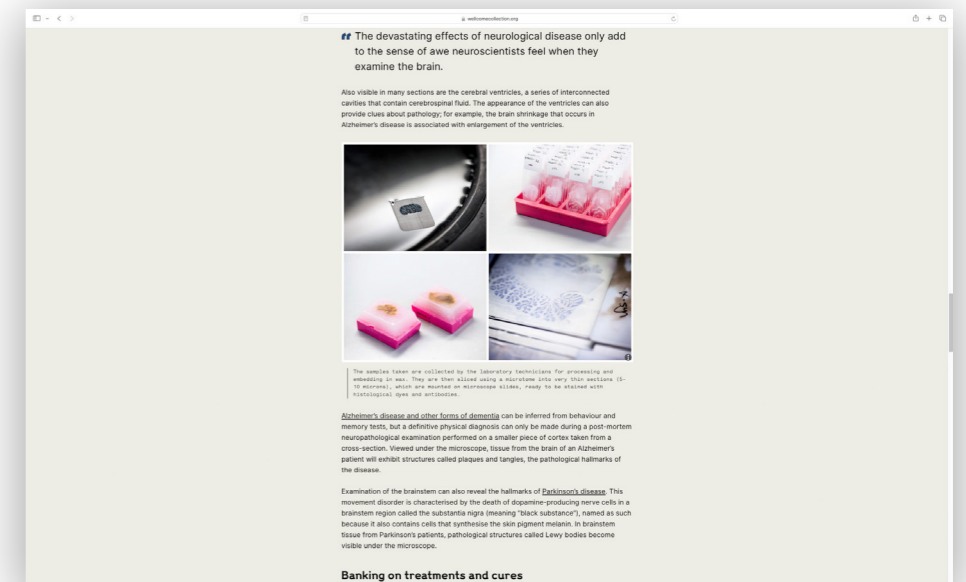 wellcomecollection.org
The devastating effects of neurological disease only add
to the sense of awe neuroscientists feel when they
examine the brain.
Also visible in many sections are the cerebral ventricles, a series of interconnected
cavities that contain cerebrospinal fluid. The appearance of the ventricles can also
provide clues about pathology; for example, the brain shrinkage that occurs in
Alzheimer's disease is associated with enlargement of the ventricles.
The samples taken are collected by the laboratory technicians for processing and
embedding in wax. They are then sliced using a microtome into very thin sections (5-
10 microns), which are mounted on microscope slides, ready to be stained with
histological dyes and antibodies.
Alzheimer's disease and other forms of dementia can be inferred from behaviour and
memory tests, but a definitive physical diagnosis can only be made during a post-mortem
neuropathological examination performed on a smaller piece of cortex taken from a
cross-section. Viewed under the microscope, tissue from the brain of an Alzheimer's
patient will exhibit structures called plaques and tangles, the pathological hallmarks of
the disease.
Examination of the brainstem can also reveal the hallmarks of Parkinson's disease. This
movement disorder is characterised by the death of dopamine-producing nerve cells in a
brainstem region called the substantia nigra (meaning "black substance"), named as such
because it also contains cells that synthesise the skin pigment melanin. In brainstem
tissue from Parkinson's patients, pathological structures called Lewy bodies become
visible under the microscope.
Banking on treatments and cures